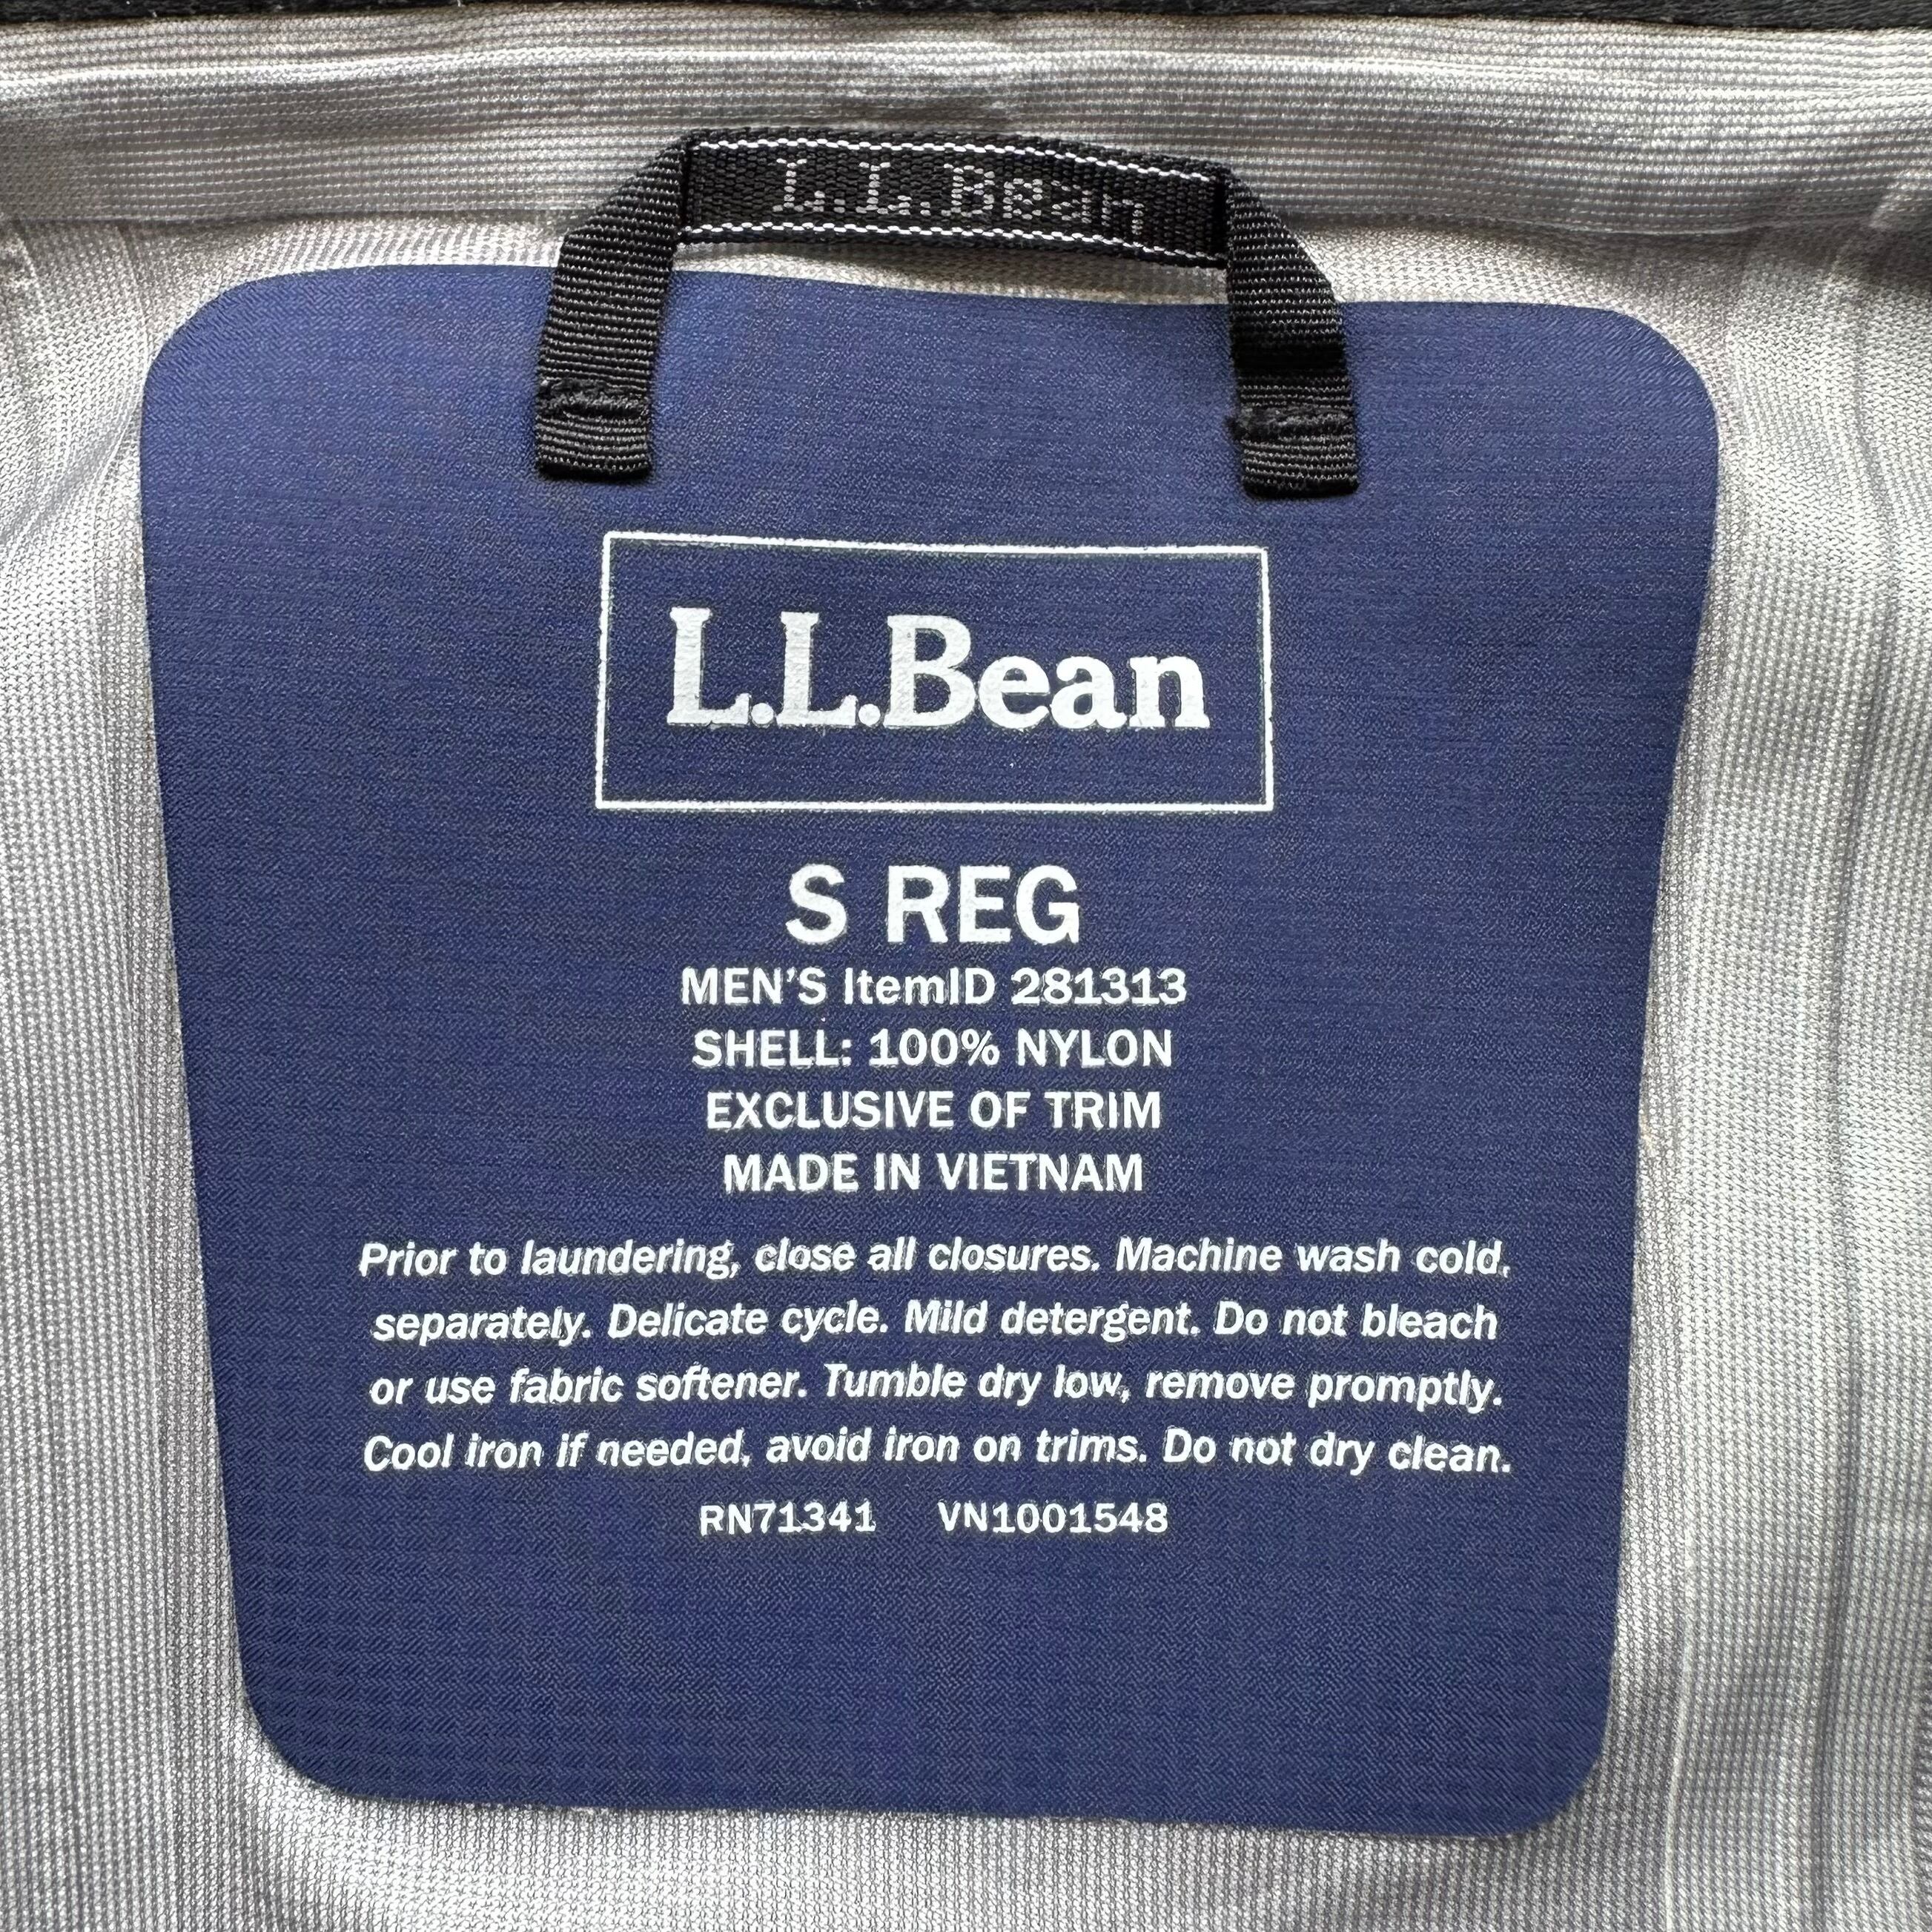 L.L.Bean
L.L.Bean
S REG
MEN'S ItemID 281313
SHELL: 100% NYLON
EXCLUSIVE OF TRIM
MADE IN VIETNAM
Prior to laundering, close all closures. Machine wash cold,
separately. Delicate cycle. Mild detergent. Do not bleach
or use fabric softener. Tumble dry low, remove promptly.
Cool iron if needed, avoid iron on trims. Do not dry clean.
RN71341 VN1001548